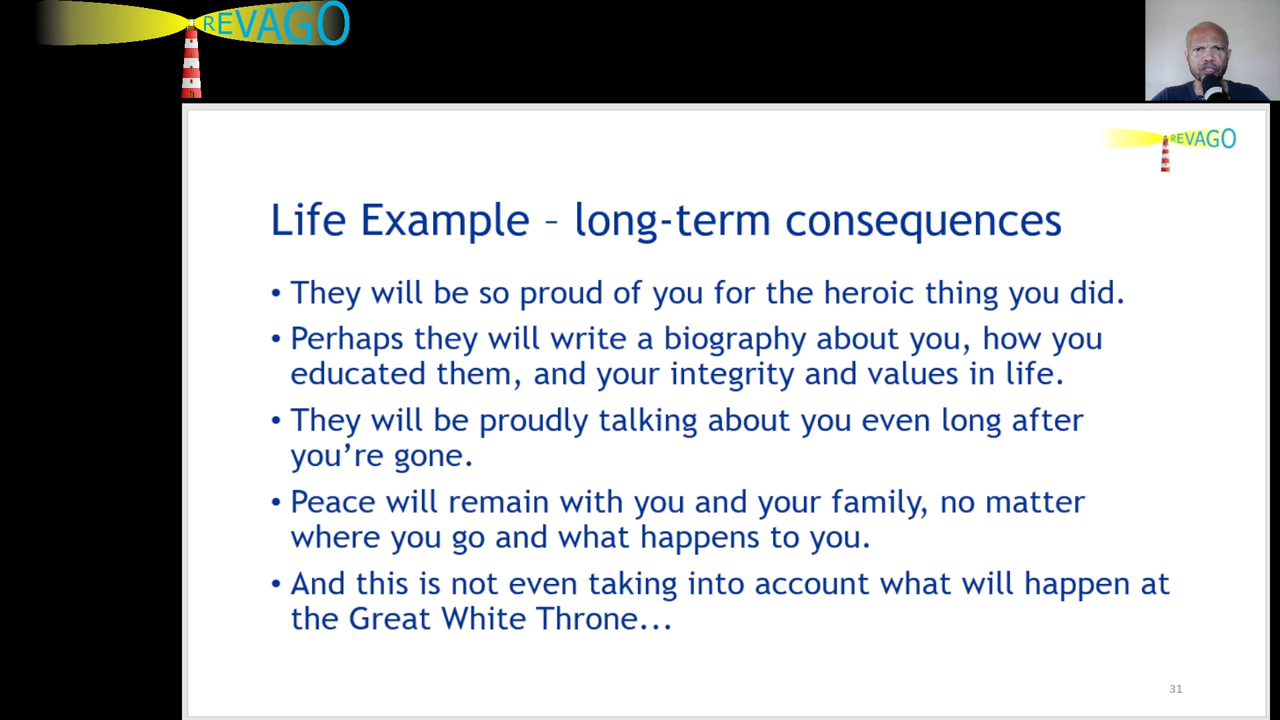 REVAGO
REVAGO
Life Example – long-term consequences
• They will be so proud of you for the heroic thing you did.
• Perhaps they will write a biography about you, how you
educated them, and your integrity and values in life.
• They will be proudly talking about you even long after
you’re gone.
• Peace will remain with you and your family, no matter
where you go and what happens to you.
• And this is not even taking into account what will happen at
the Great White Throne...
31